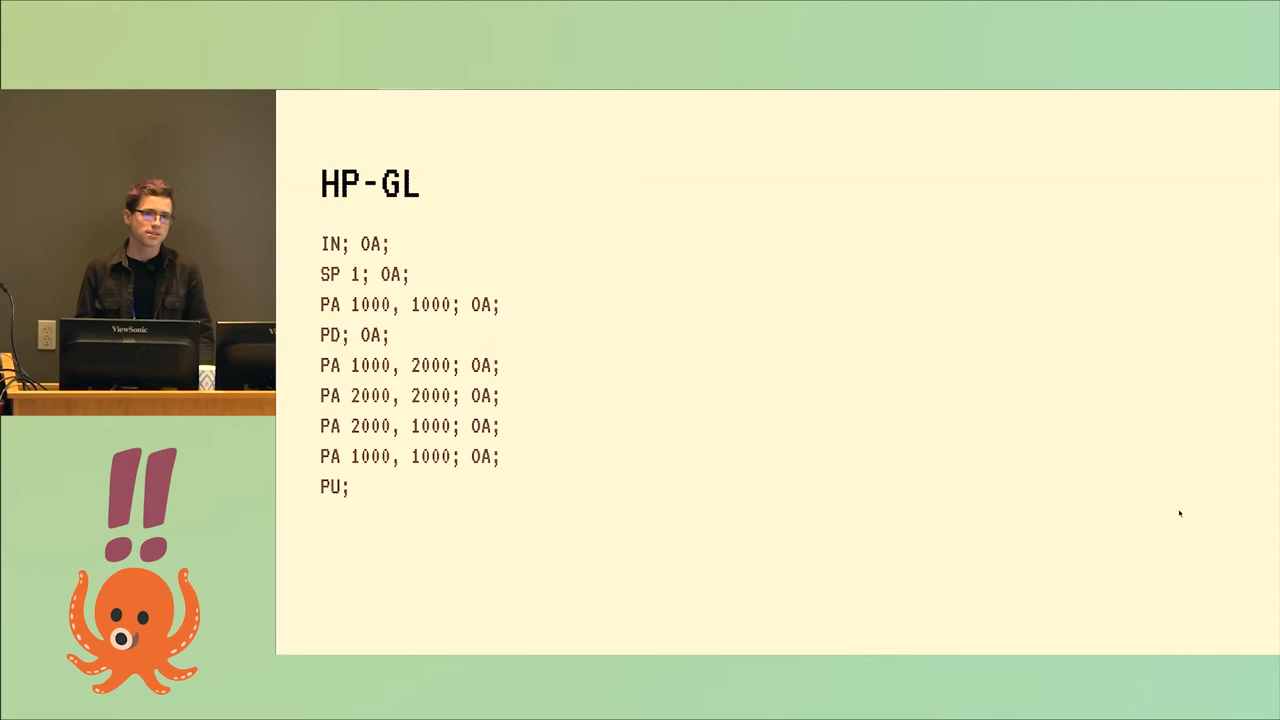 HP-GL
IN; OA;
SP 1; OA;
PA 1000, 1000; OA;
PD; OA;
PA 1000, 2000; OA;
PA 2000, 2000; OA;
PA 2000, 1000; OA;
PA 1000, 1000; OA;
PU;
ViewSonic
!!